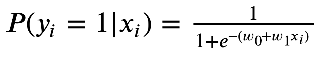 P(y_i = 1|x_i) = \frac{1}{1+e^{-(w_0+w_1x_i)}}